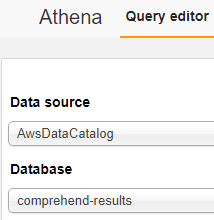 Athena Query editor
Data source
AwsDataCatalog
Database
comprehend-results